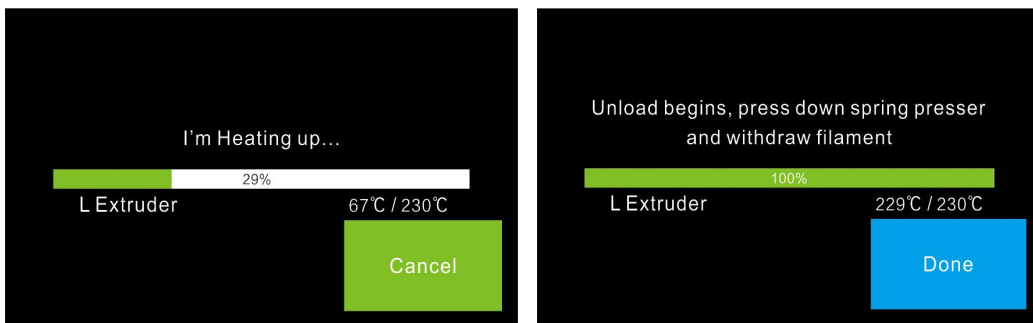 I'm Heating up...
29%
L Extruder
67℃ / 230℃
Cancel
Unload begins, press down spring presser
and withdraw filament
100%
L Extruder
229℃ / 230℃
Done